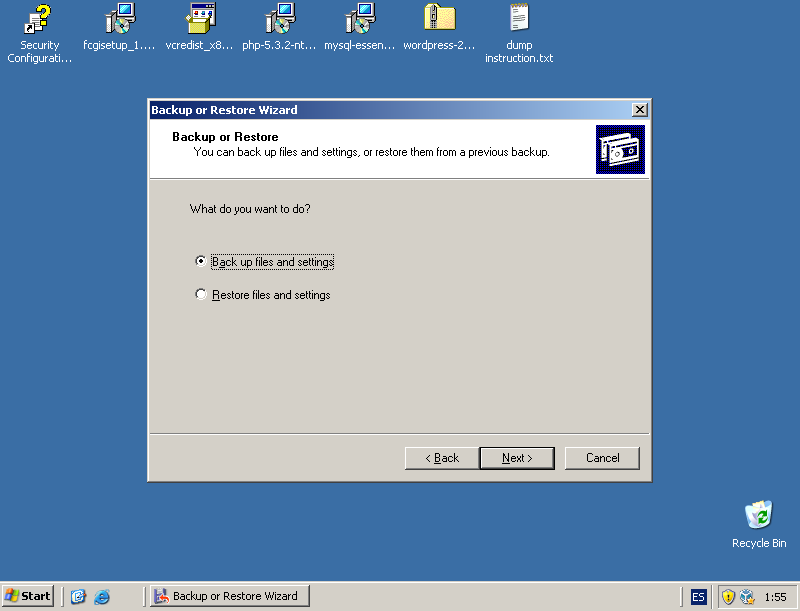 Security
Configurati...
fcgisetup_1....
vcredist_x8...
php-5.3.2-nt...
mysql-essen...
wordpress-2...
dump
instruction.txt
Backup or Restore Wizard
Backup or Restore
You can back up files and settings, or restore them from a previous backup.
What do you want to do?
Back up files and settings
Restore files and settings
< Back
Next >
Cancel
Recycle Bin
Start
Backup or Restore Wizard
ES
1:55